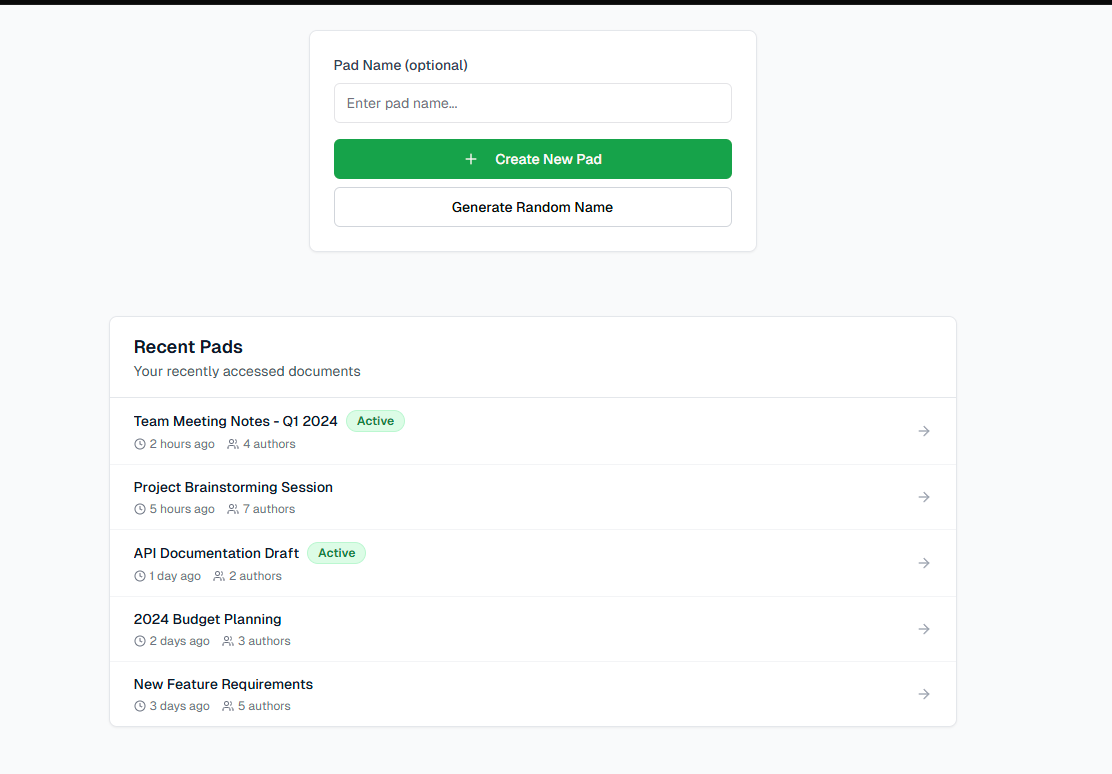 Pad Name (optional)
Enter pad name...
Create New Pad
Generate Random Name
Recent Pads
Your recently accessed documents
Team Meeting Notes - Q1 2024 Active
2 hours ago 4 authors
Project Brainstorming Session
5 hours ago 7 authors
API Documentation Draft Active
1 day ago 2 authors
2024 Budget Planning
2 days ago 3 authors
New Feature Requirements
3 days ago 5 authors